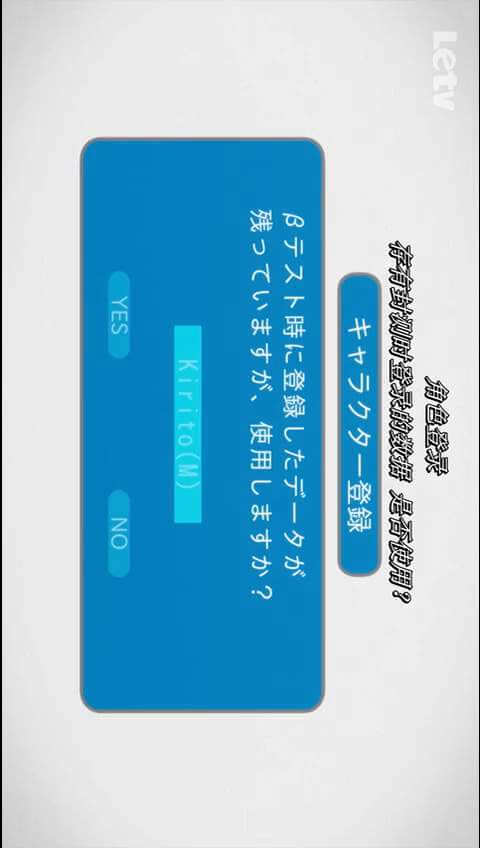 Letv
角色登录
存有封测时登录的数据 是否使用?
キャラクター登録
βテスト時に登録したデータが
残っていますが、使用しますか?
Kirito(M)
YES
NO